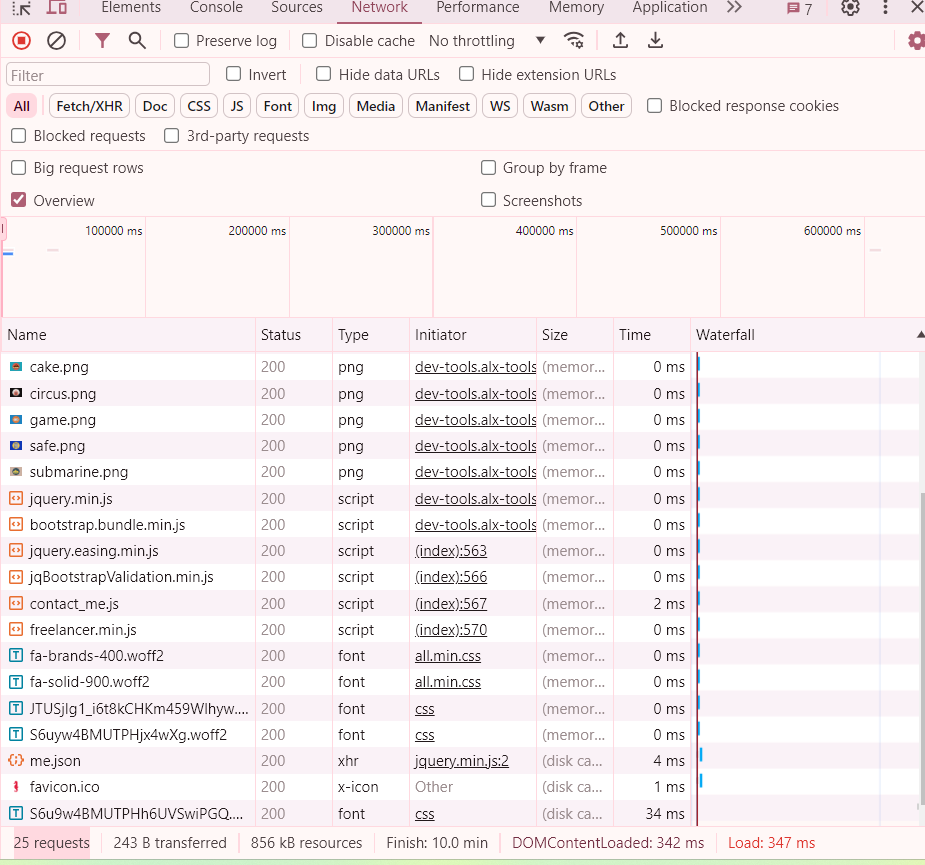 Elements Console Sources Network Performance Memory Application 7
Preserve log Disable cache No throttling
Filter Invert Hide data URLs Hide extension URLs
All Fetch/XHR Doc CSS JS Font Img Media Manifest WS Wasm Other Blocked response cookies
Blocked requests 3rd-party requests
Big request rows Group by frame
Overview Screenshots
100000 ms 200000 ms 300000 ms 400000 ms 500000 ms 600000 ms
Name Status Type Initiator Size Time Waterfall
cake.png 200 png dev-tools.alx-tools (memor... 0 ms
circus.png 200 png dev-tools.alx-tools (memor... 0 ms
game.png 200 png dev-tools.alx-tools (memor... 0 ms
safe.png 200 png dev-tools.alx-tools (memor... 0 ms
submarine.png 200 png dev-tools.alx-tools (memor... 0 ms
jquery.min.js 200 script dev-tools.alx-tools (memor... 0 ms
bootstrap.bundle.min.js 200 script dev-tools.alx-tools (memor... 0 ms
jquery.easing.min.js 200 script (index):563 (memor... 0 ms
jqBootstrapValidation.min.js 200 script (index):566 (memor... 0 ms
contact_me.js 200 script (index):567 (memor... 2 ms
freelancer.min.js 200 script (index):570 (memor... 0 ms
fa-brands-400.woff2 200 font all.min.css (memor... 0 ms
fa-solid-900.woff2 200 font all.min.css (memor... 0 ms
JTUSjIg1_i6t8kCHKm459Wlhyw.... 200 font css (memor... 0 ms
S6uyw4BMUTPHjx4wXg.woff2 200 font css (memor... 0 ms
me.json 200 xhr jquery.min.js:2 (disk ca... 4 ms
favicon.ico 200 x-icon Other (disk ca... 1 ms
S6u9w4BMUTPHh6UVSwiPGQ.... 200 font css (disk ca... 34 ms
25 requests 243 B transferred 856 kB resources Finish: 10.0 min DOMContentLoaded: 342 ms Load: 347 ms